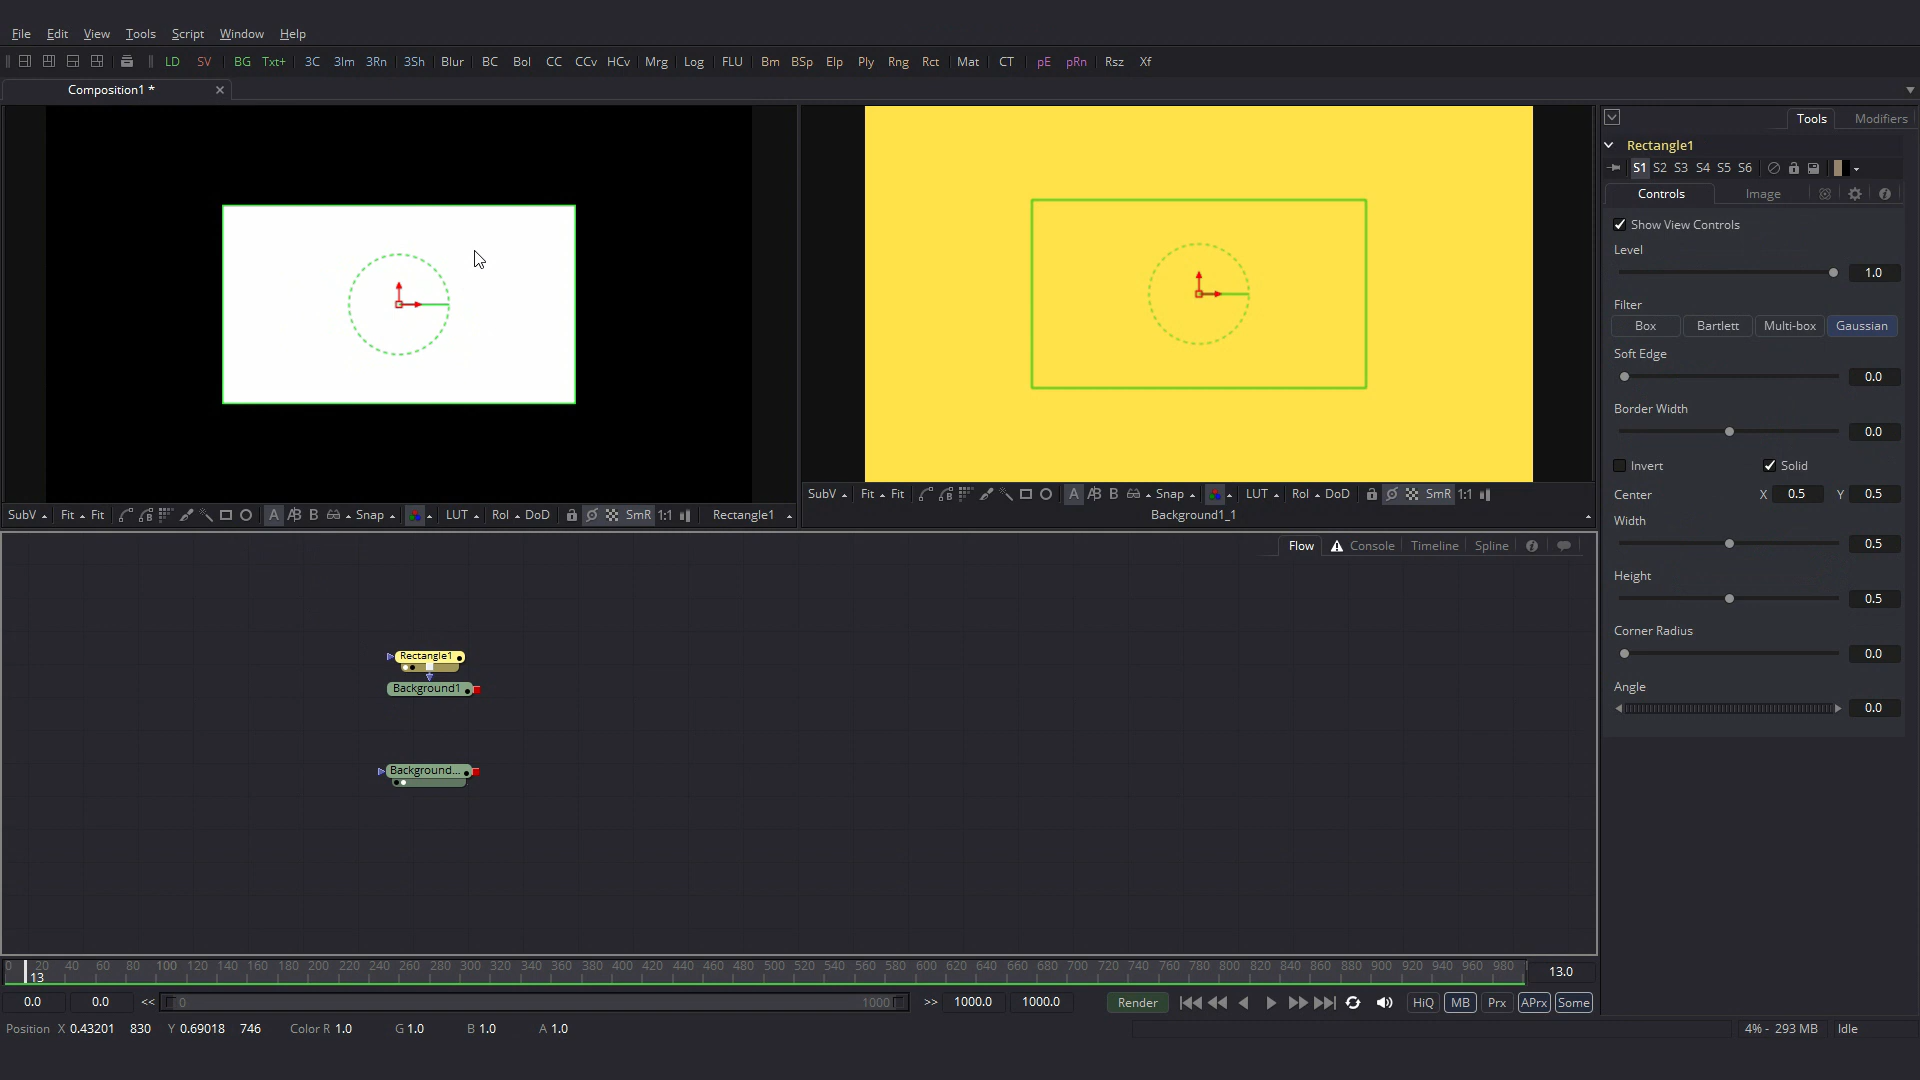 File Edit View Tools Script Window Help
LD SV BG Txt+ 3C 3Im 3Rn 3Sh Blur BC Bol CC CCv HCv Mrg Log FLU Bm BSp Elp Ply Rng Rct Mat CT pE pRn Rsz Xf
Composition1 *
Tools Modifiers
Rectangle1
S1 S2 S3 S4 S5 S6
Controls Image
Show View Controls
Level
1.0
Filter
Box Bartlett Multi-box Gaussian
Soft Edge
0.0
Border Width
0.0
Invert Solid
Center X 0.5 Y 0.5
Width
0.5
Height
0.5
Corner Radius
0.0
Angle
0.0
SubV Fit Fit A B Snap LUT RoI DoD SmR 1:1
Background1_1
SubV Fit Fit A B Snap LUT RoI DoD SmR 1:1 Rectangle1
Flow Console Timeline Spline
Rectangle1
Background1
Background...
0 20 40 60 80 100 120 140 160 180 200 220 240 260 280 300 320 340 360 380 400 420 440 460 480 500 520 540 560 580 600 620 640 660 680 700 720 740 760 780 800 820 840 860 880 900 920 940 960 980
13
13.0
0.0 0.0 << 0 1000 >> 1000.0 1000.0 Render HiQ MB Prx APrx Some
Position X 0.43201 830 Y 0.69018 746 Color R 1.0 G 1.0 B 1.0 A 1.0 4% - 293 MB Idle